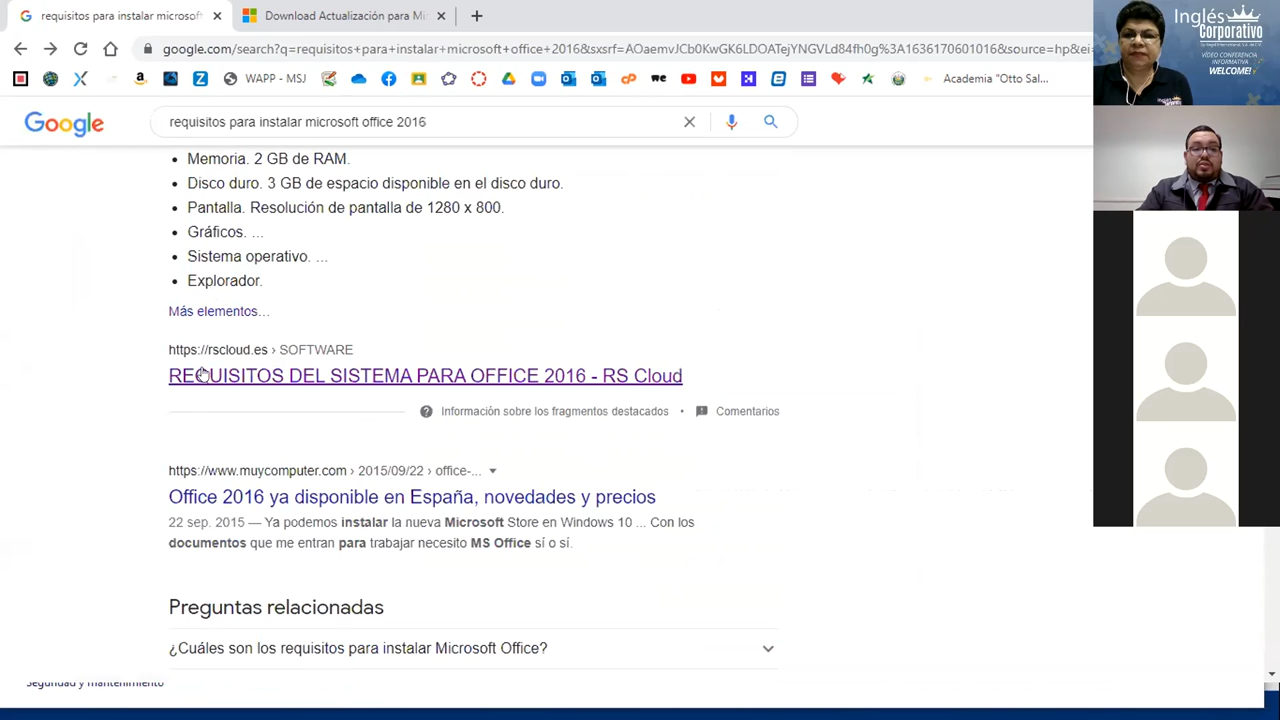 requisitos para instalar microsoft
Download Actualización para Mi
google.com/search?q=requisitos+para+instalar+microsoft+office+2016&sxsrf=AOaemvJCb0KwGK6LDOATejYNGVLd84fh0g%3A1636170601016&source=hp&ei=
WAPP - MSJ
Academia "Otto Sal...
Google
requisitos para instalar microsoft office 2016
Memoria. 2 GB de RAM.
Disco duro. 3 GB de espacio disponible en el disco duro.
Pantalla. Resolución de pantalla de 1280 x 800.
Gráficos. ...
Sistema operativo. ...
Explorador.
Más elementos...
https://rscloud.es › SOFTWARE
REQUISITOS DEL SISTEMA PARA OFFICE 2016 - RS Cloud
Información sobre los fragmentos destacados • Comentarios
https://www.muycomputer.com › 2015/09/22 › office-...
Office 2016 ya disponible en España, novedades y precios
22 sep. 2015 — Ya podemos instalar la nueva Microsoft Store en Windows 10 ... Con los
documentos que me entran para trabajar necesito MS Office sí o sí.
Preguntas relacionadas
¿Cuáles son los requisitos para instalar Microsoft Office?
Seguridad y mantenimiento
Inglés
Corporativo
VÍDEO CONFERENCIA
INFORMATIVA
WELCOME!